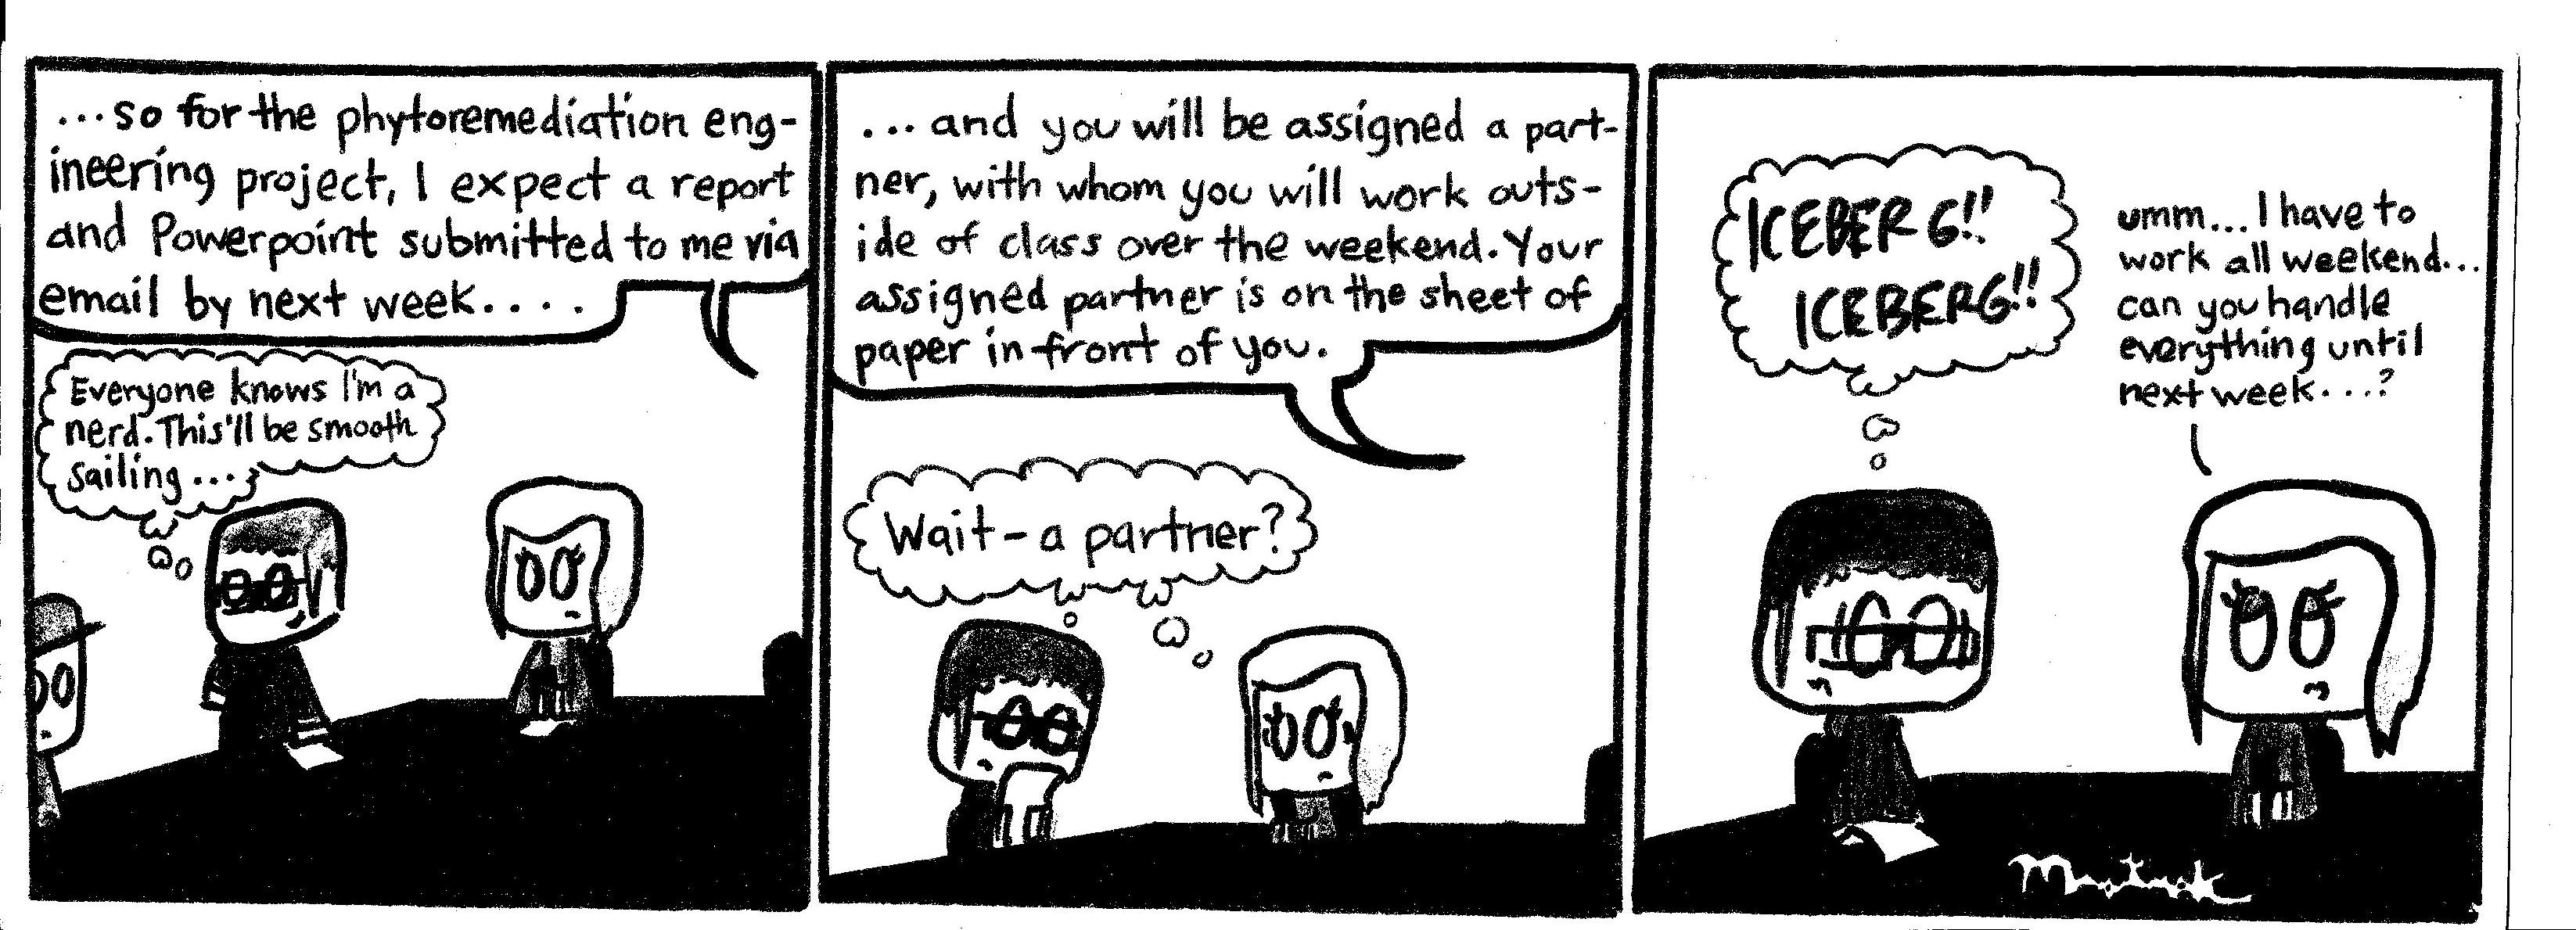 ...so for the phytoremediation eng-
ineering project, I expect a report
and Powerpoint submitted to me via
email by next week....
Everyone knows I'm a
nerd. This'll be smooth
sailing...
...and you will be assigned a part-
ner, with whom you will work outs-
ide of class over the weekend. Your
assigned partner is on the sheet of
paper in front of you.
Wait-a partner?
ICEBERG!!
ICEBERG!!
umm...I have to
work all weekend...
can you handle
everything until
next week...?